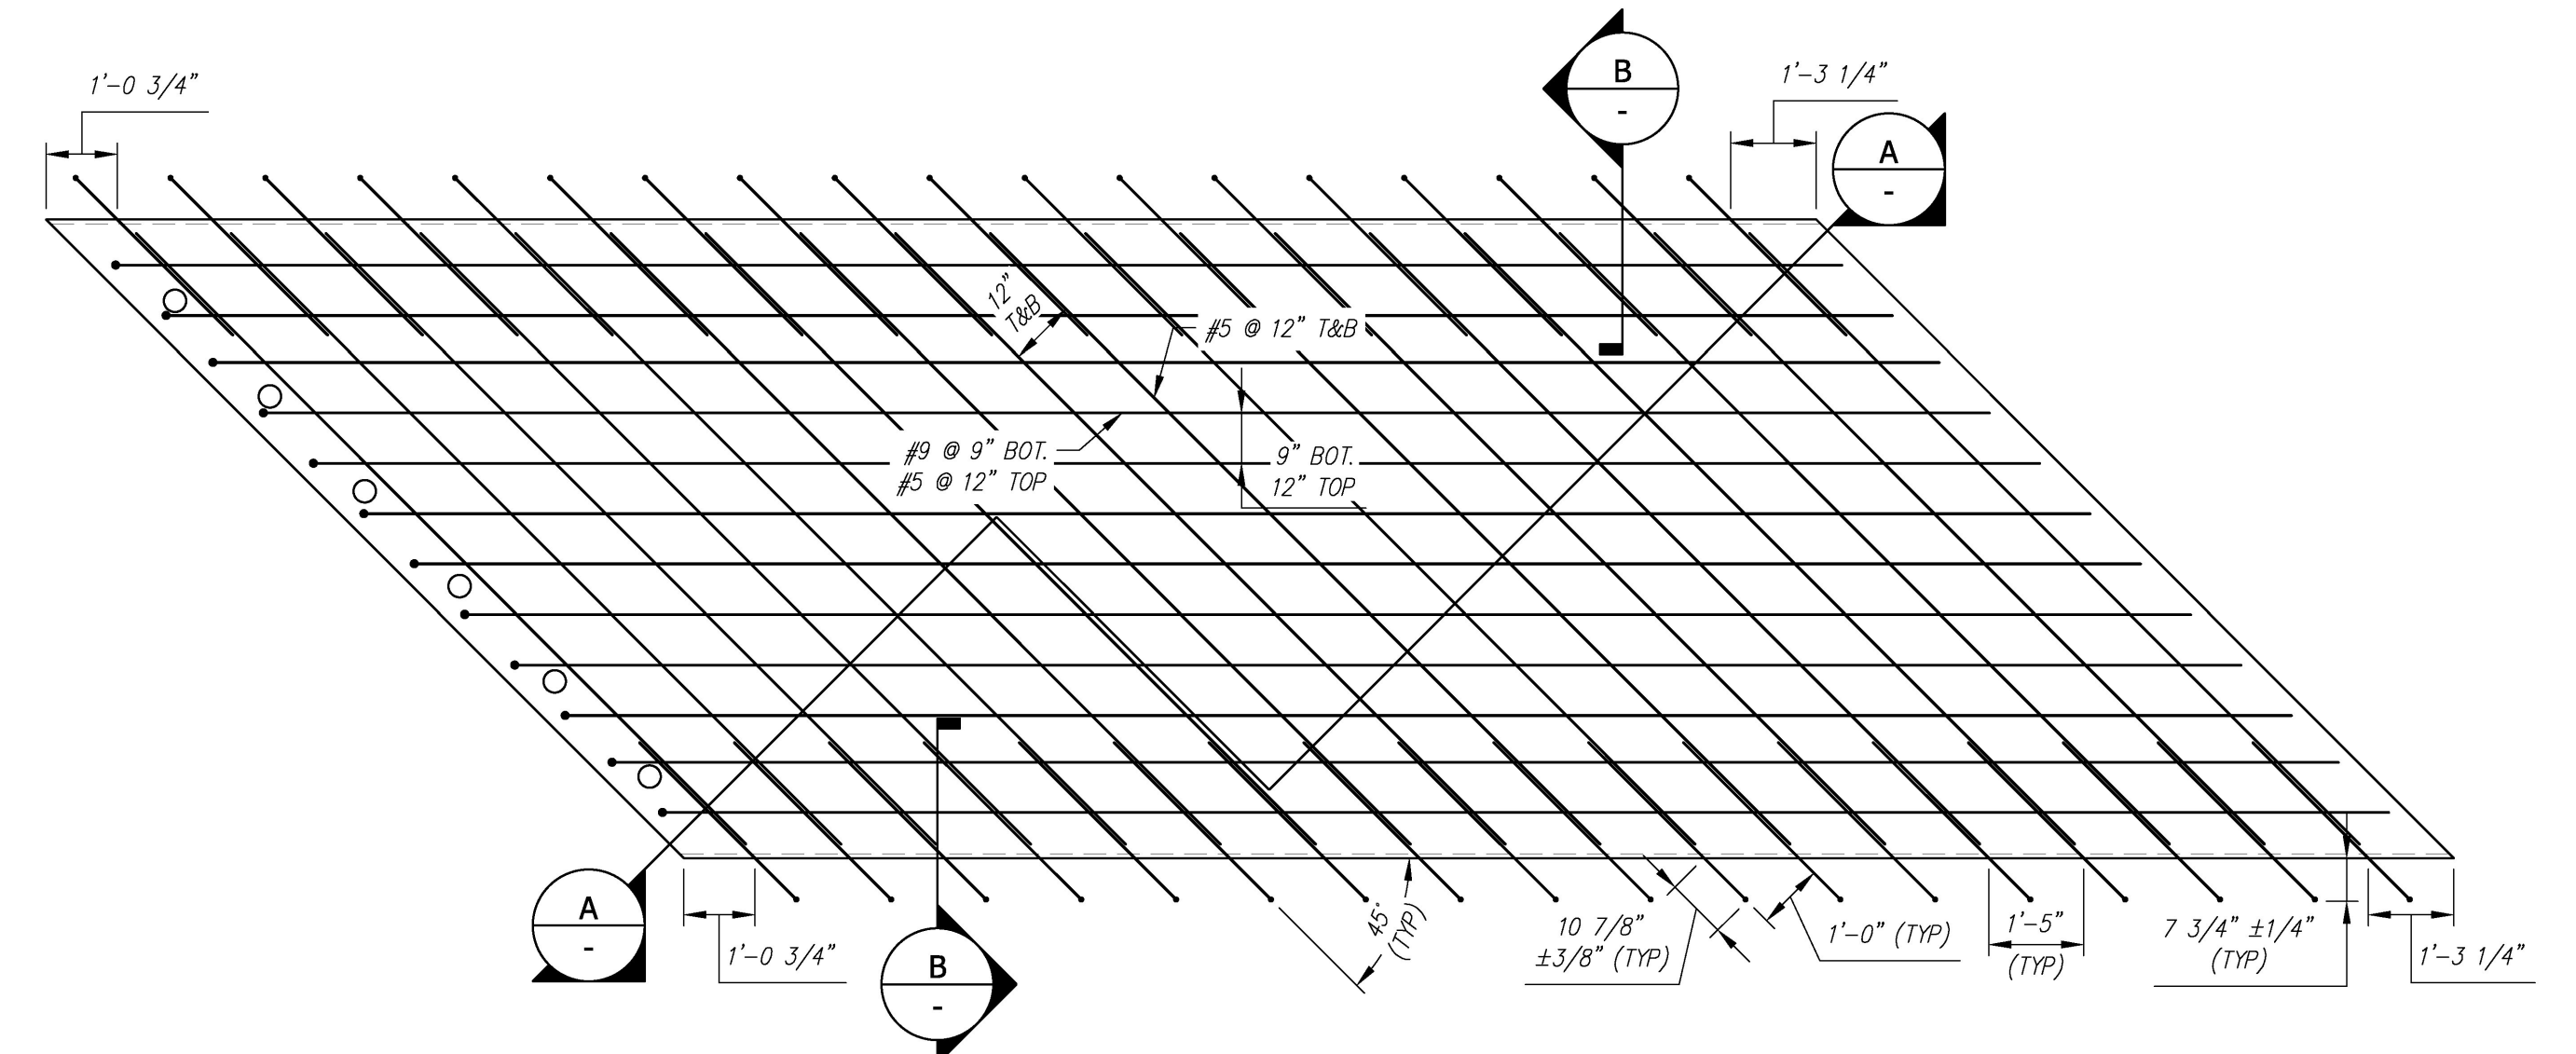 B
-
1'-0 3/4"
1'-3 1/4"
A
-
12"
T&B
#5 @ 12" T&B
#9 @ 9" BOT.
#5 @ 12" TOP
9" BOT.
12" TOP
A
-
1'-0 3/4"
B
-
45°
(TYP)
10 7/8"
±3/8" (TYP)
1'-0" (TYP)
1'-5"
(TYP)
7 3/4" ±1/4"
(TYP)
1'-3 1/4"